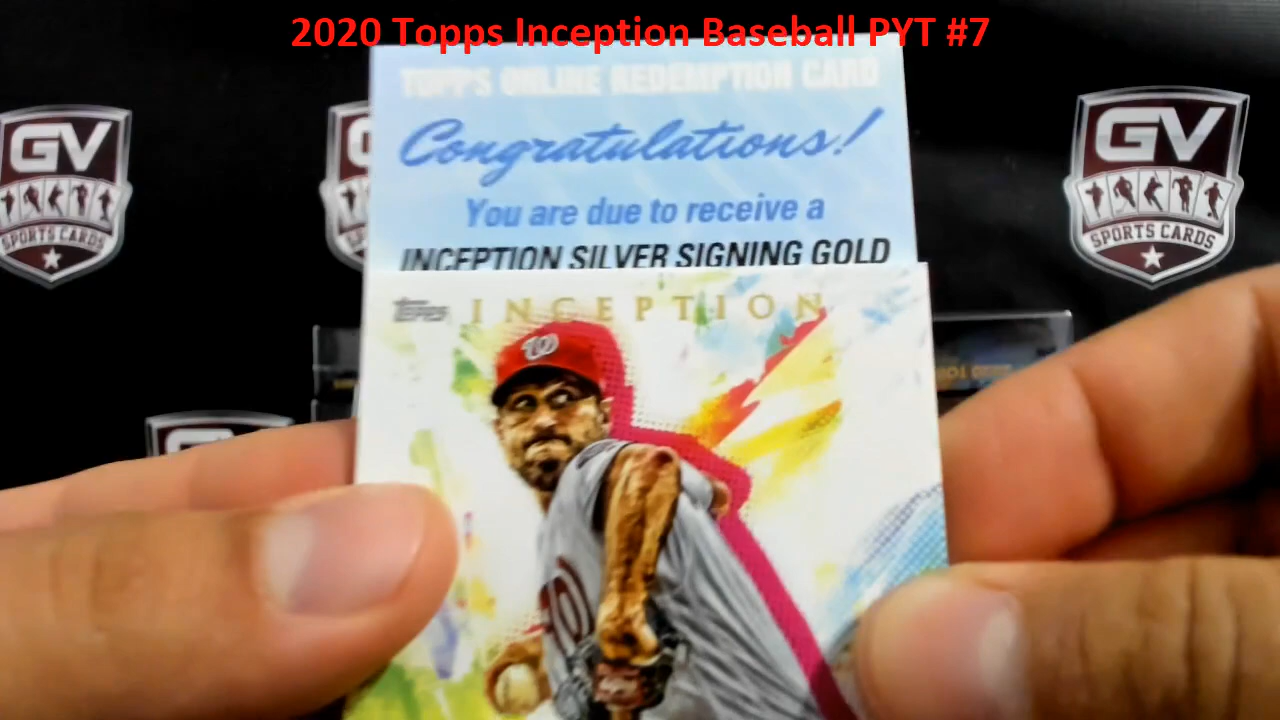 2020 Topps Inception Baseball PYT #7
TOPPS ONLINE REDEMPTION CARD
Congratulations!
You are due to receive a
INCEPTION SILVER SIGNING GOLD
Topps INCEPTION
W
GV
SPORTS CARDS
GV
SPORTS CARDS